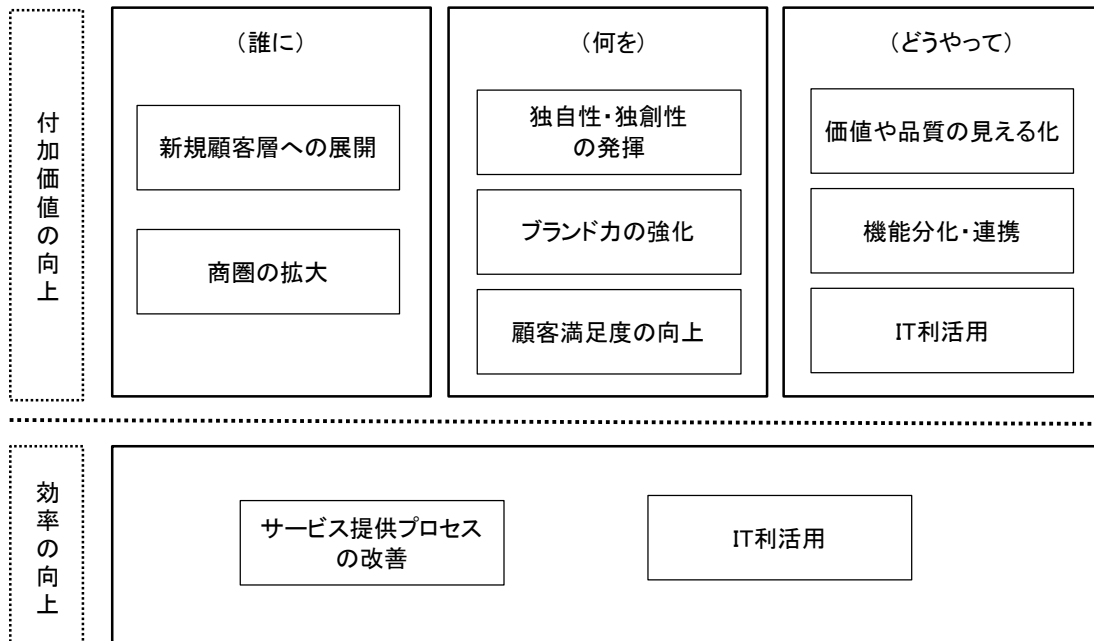 付加価値の向上
（誰に）
新規顧客層への展開
商圏の拡大
（何を）
独自性・独創性
の発揮
ブランド力の強化
顧客満足度の向上
（どうやって）
価値や品質の見える化
機能分化・連携
IT利活用
効率の向上
サービス提供プロセス
の改善
IT利活用